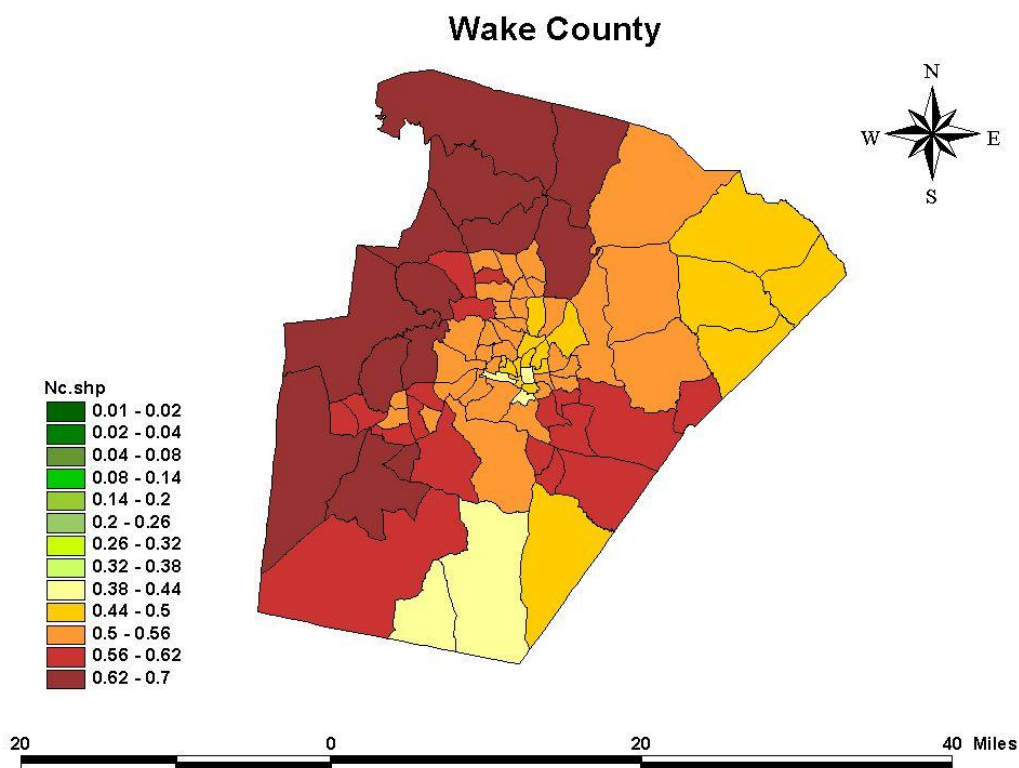 Wake County
N
W E
S
Nc.shp
0.01 - 0.02
0.02 - 0.04
0.04 - 0.08
0.08 - 0.14
0.14 - 0.2
0.2 - 0.26
0.26 - 0.32
0.32 - 0.38
0.38 - 0.44
0.44 - 0.5
0.5 - 0.56
0.56 - 0.62
0.62 - 0.7
20 0 20 40 Miles